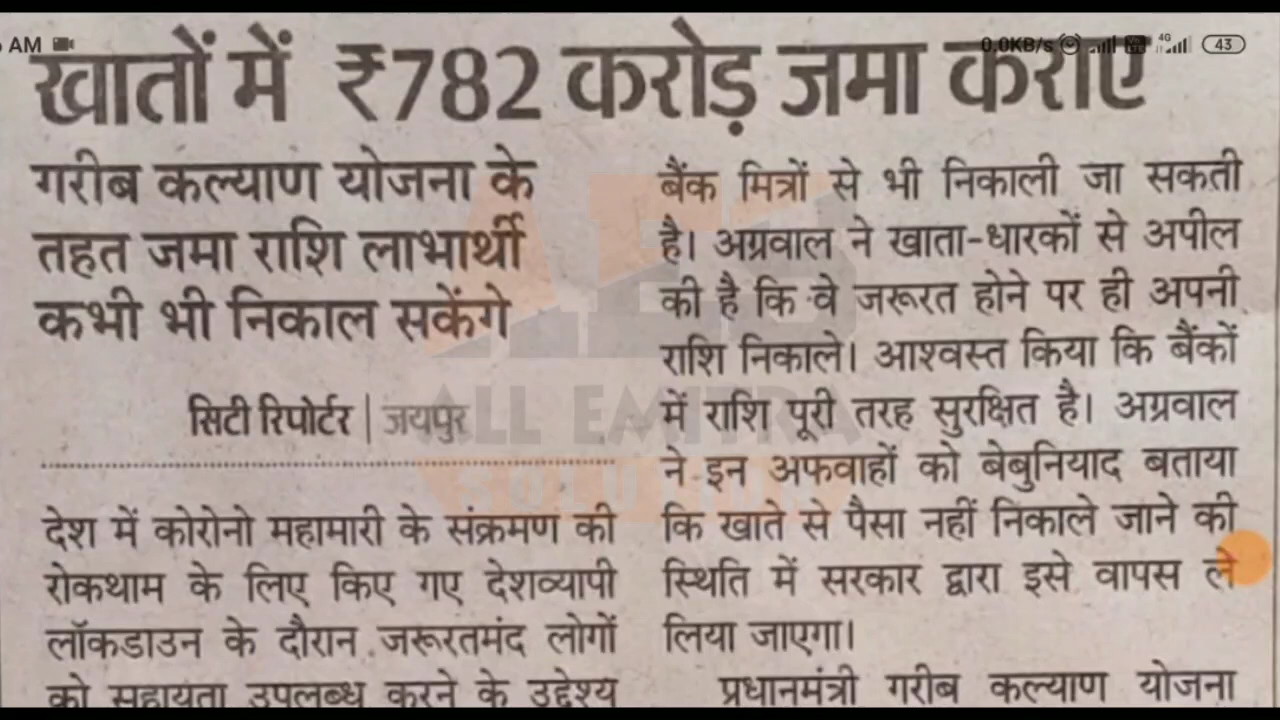 AM
0.0KB/s
4G
43
खातों में ₹782 करोड़ जमा कराए
गरीब कल्याण योजना के
तहत जमा राशि लाभार्थी
कभी भी निकाल सकेंगे
सिटी रिपोर्टर | जयपुर
देश में कोरोनो महामारी के संक्रमण की
रोकथाम के लिए किए गए देशव्यापी
लॉकडाउन के दौरान जरूरतमंद लोगों
को सहायता उपलब्ध करने के उद्देश्य
बैंक मित्रों से भी निकाली जा सकती
है। अग्रवाल ने खाता-धारकों से अपील
की है कि वे जरूरत होने पर ही अपनी
राशि निकाले। आश्वस्त किया कि बैंकों
में राशि पूरी तरह सुरक्षित है। अग्रवाल
ने इन अफवाहों को बेबुनियाद बताया
कि खाते से पैसा नहीं निकाले जाने की
स्थिति में सरकार द्वारा इसे वापस ले
लिया जाएगा।
प्रधानमंत्री गरीब कल्याण योजना
AES
ALL EMITRA
SOLUTION